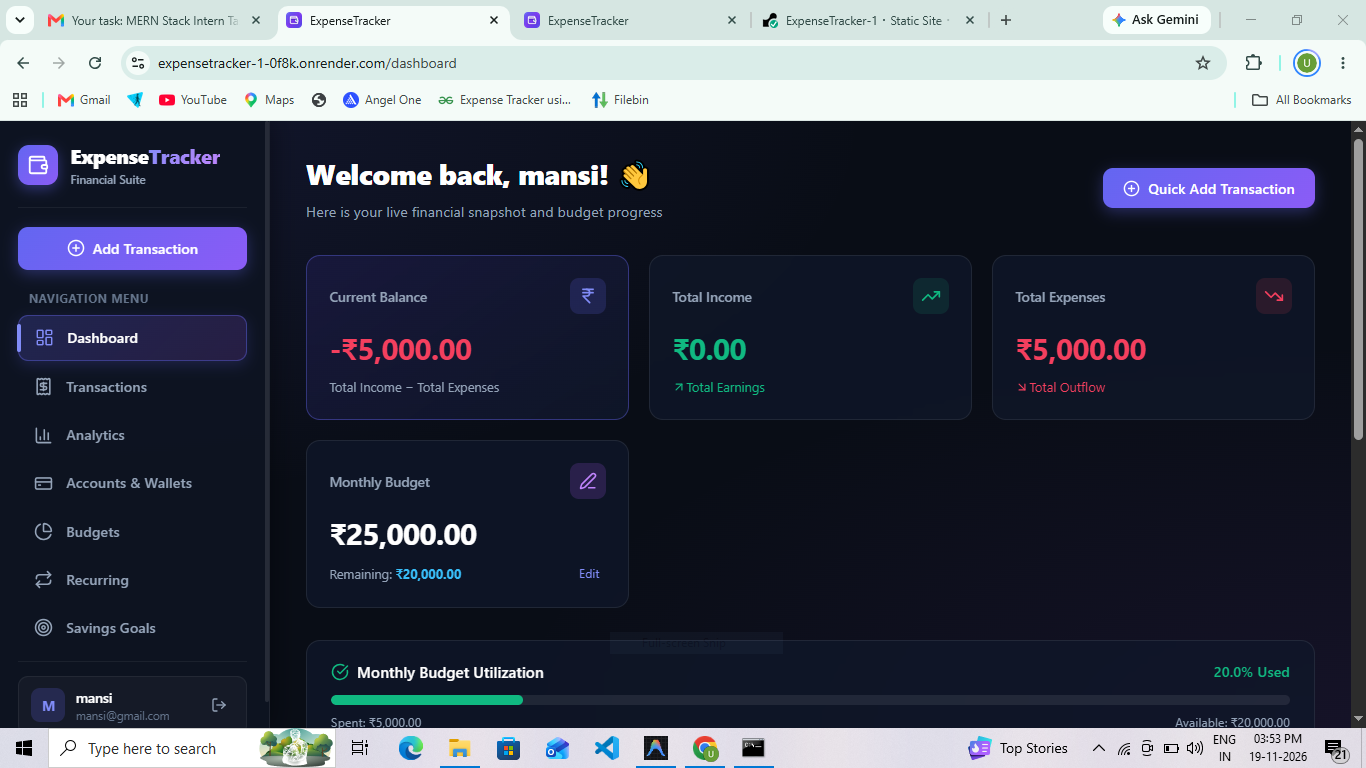 Your task: MERN Stack Intern Ta
ExpenseTracker
ExpenseTracker
ExpenseTracker-1 · Static Site
Ask Gemini
expensetracker-1-0f8k.onrender.com/dashboard
U
Gmail
YouTube
Maps
Angel One
Expense Tracker usi...
Filebin
All Bookmarks
ExpenseTracker
Financial Suite
Add Transaction
NAVIGATION MENU
Dashboard
Transactions
Analytics
Accounts & Wallets
Budgets
Recurring
Savings Goals
M
mansi
mansi@gmail.com
Welcome back, mansi! 👋
Here is your live financial snapshot and budget progress
Quick Add Transaction
Current Balance
₹
-₹5,000.00
Total Income − Total Expenses
Total Income
₹0.00
Total Earnings
Total Expenses
₹5,000.00
Total Outflow
Monthly Budget
₹25,000.00
Remaining: ₹20,000.00
Edit
Monthly Budget Utilization
20.0% Used
Spent: ₹5,000.00
Available: ₹20,000.00
Type here to search
Top Stories
ENG
IN
03:53 PM
19-11-2026
21